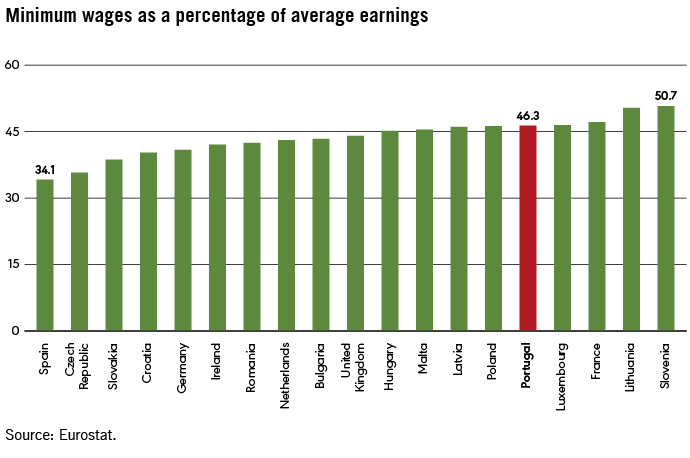 Minimum wages as a percentage of average earnings
60
45
30
15
0
34.1
46.3
50.7
Spain
Czech
Republic
Slovakia
Croatia
Germany
Ireland
Romania
Netherlands
Bulgaria
United
Kingdom
Hungary
Malta
Latvia
Poland
Portugal
Luxembourg
France
Lithuania
Slovenia
Source: Eurostat.